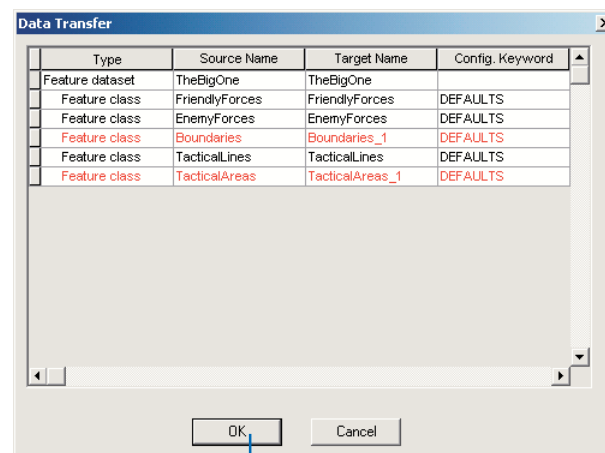 Data Transfer
Type Source Name Target Name Config. Keyword
Feature dataset TheBigOne TheBigOne
Feature class FriendlyForces FriendlyForces DEFAULTS
Feature class EnemyForces EnemyForces DEFAULTS
Feature class Boundaries Boundaries_1 DEFAULTS
Feature class TacticalLines TacticalLines DEFAULTS
Feature class TacticalAreas TacticalAreas_1 DEFAULTS
OK Cancel